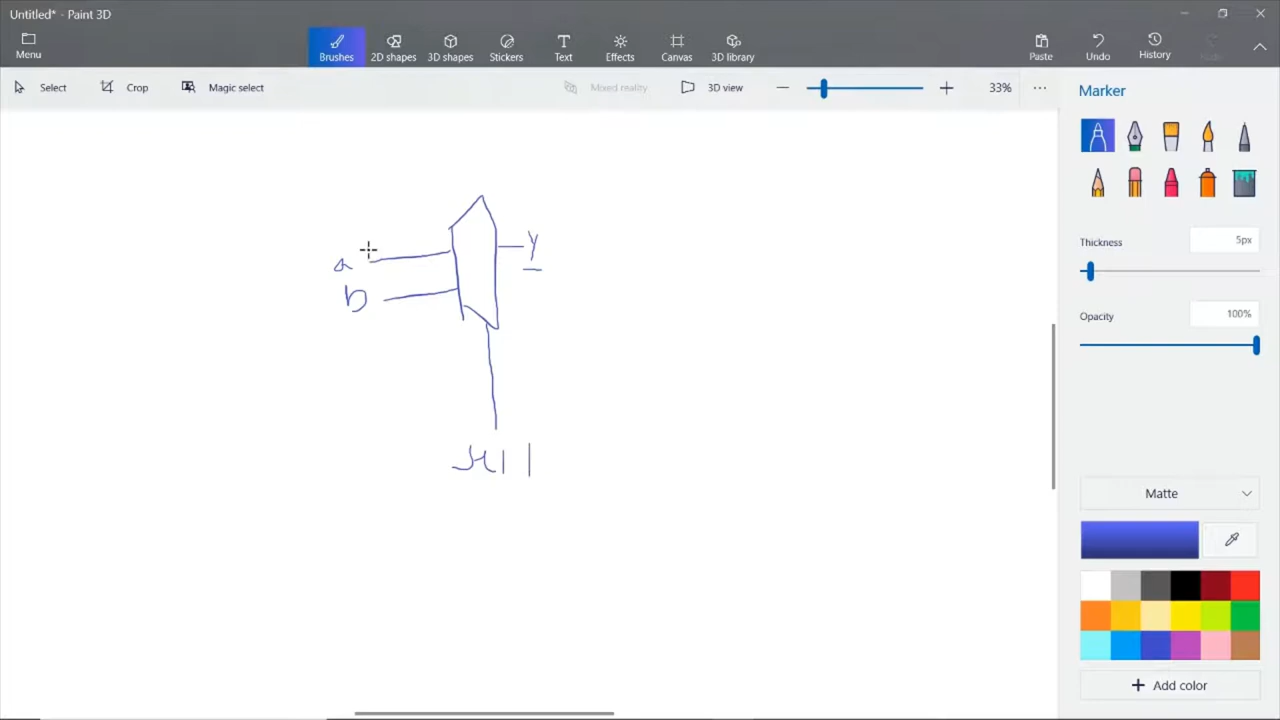 Untitled* - Paint 3D
Menu
Brushes
2D shapes
3D shapes
Stickers
Text
Effects
Canvas
3D library
Paste
Undo
History
Redo
Select
Crop
Magic select
Mixed reality
3D view
33%
Marker
Thickness
5px
Opacity
100%
Matte
Add color
a
b
y